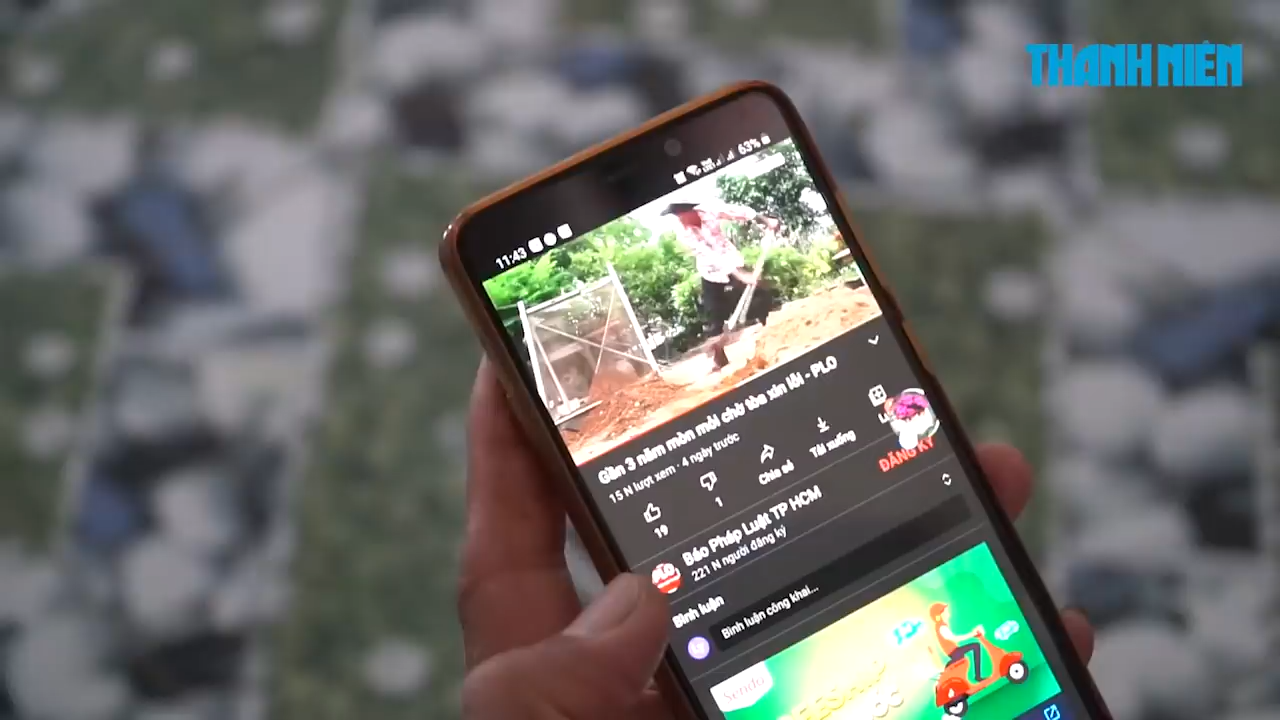 THANH NIÊN
63%
11:43
Gần 3 năm mòn mỏi chờ tòa xin lỗi - PLO
15 N lượt xem · 4 ngày trước
19
1
Chia sẻ
Tải xuống
ĐĂNG KÝ
PLO
Báo Pháp Luật TP HCM
221 N người đăng ký
Bình luận
Bình luận công khai...
Sendo